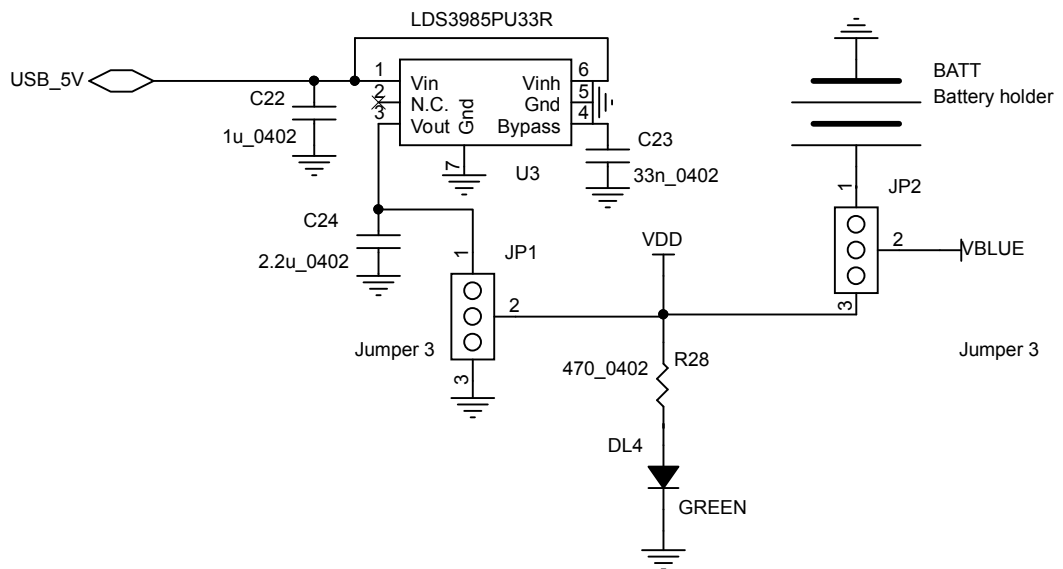 LDS3985PU33R
USB_5V
1
2
3
Vin
N.C.
Vout
Gnd
Vinh
Gnd
Bypass
6
5
4
7
U3
C22
1u_0402
C23
33n_0402
C24
2.2u_0402
BATT
Battery holder
1
JP2
2
VBLUE
3
Jumper 3
VDD
1
JP1
2
Jumper 3
3
470_0402
R28
DL4
GREEN